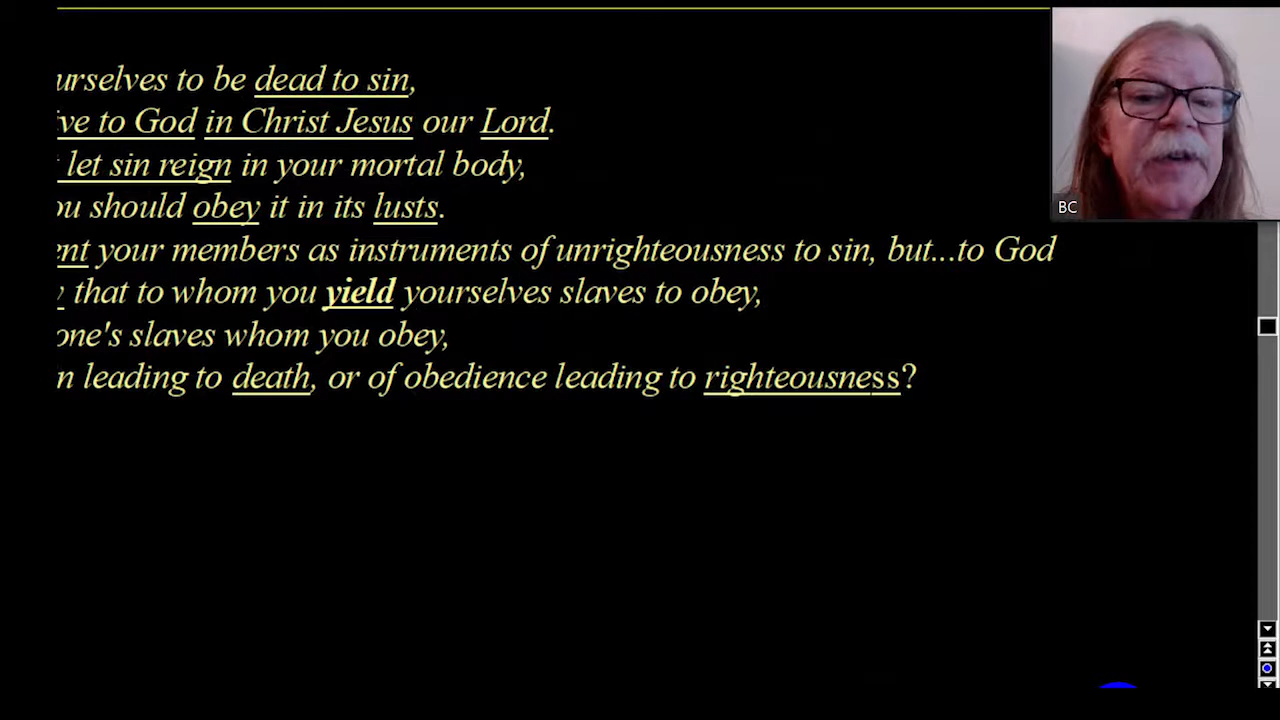 urselves to be dead to sin,
ve to God in Christ Jesus our Lord.
let sin reign in your mortal body,
ou should obey it in its lusts.
ent your members as instruments of unrighteousness to sin, but...to God
that to whom you yield yourselves slaves to obey,
one's slaves whom you obey,
n leading to death, or of obedience leading to righteousness?
BC